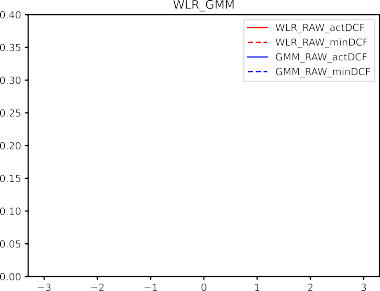 WLR_GMM
0.40
0.35
0.30
0.25
0.20
0.15
0.10
0.05
0.00
WLR_RAW_actDCF
WLR_RAW_minDCF
GMM_RAW_actDCF
GMM_RAW_minDCF
−3 −2 −1 0 1 2 3